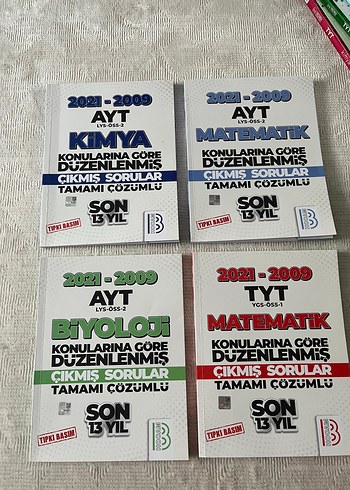 2021 - 2009
AYT
LYS-ÖSS-2
KİMYA
KONULARINA GÖRE
DÜZENLENMİŞ
ÇIKMIŞ SORULAR
TAMAMI ÇÖZÜMLÜ
SON
13 YIL
TIPKI BASIM
2021 - 2009
AYT
LYS-ÖSS-2
MATEMATİK
KONULARINA GÖRE
DÜZENLENMİŞ
ÇIKMIŞ SORULAR
TAMAMI ÇÖZÜMLÜ
SON
13 YIL
TIPKI BASIM
2021 - 2009
AYT
LYS-ÖSS-2
BİYOLOJİ
KONULARINA GÖRE
DÜZENLENMİŞ
ÇIKMIŞ SORULAR
TAMAMI ÇÖZÜMLÜ
SON
13 YIL
TIPKI BASIM
2021 - 2009
TYT
YGS-ÖSS-1
MATEMATİK
KONULARINA GÖRE
DÜZENLENMİŞ
ÇIKMIŞ SORULAR
TAMAMI ÇÖZÜMLÜ
SON
13 YIL
TIPKI BASIM
TYT